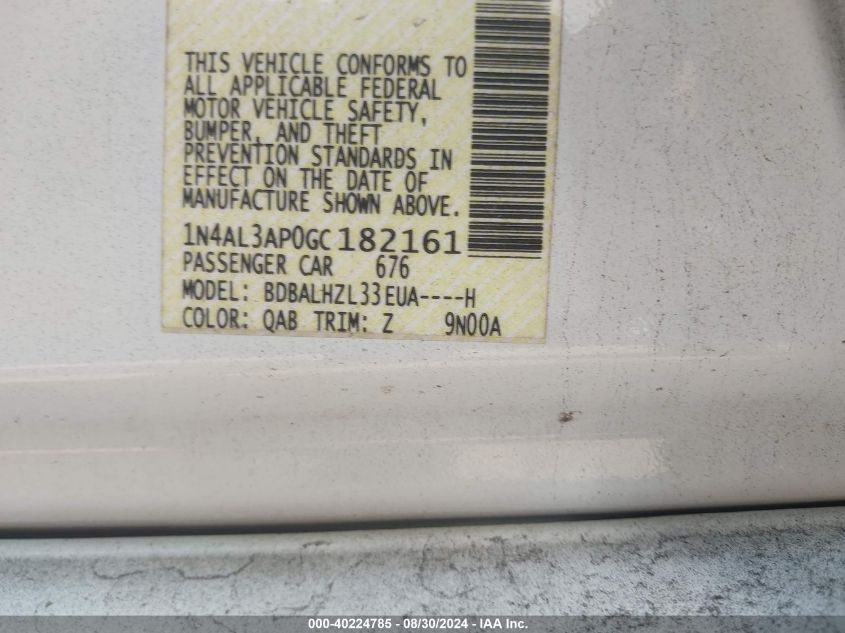 THIS VEHICLE CONFORMS TO
ALL APPLICABLE FEDERAL
MOTOR VEHICLE SAFETY,
BUMPER, AND THEFT
PREVENTION STANDARDS IN
EFFECT ON THE DATE OF
MANUFACTURE SHOWN ABOVE.
1N4AL3AP0GC182161
PASSENGER CAR 676
MODEL: BDBALHZL33EUA----H
COLOR: QAB TRIM: Z 9N00A
000-40224785 - 08/30/2024 - IAA Inc.